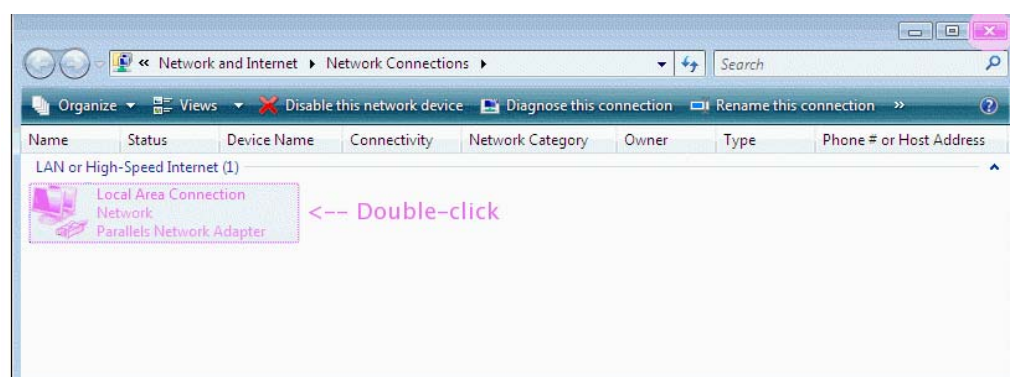 « Network and Internet ▸ Network Connections ▸ Search
Organize Views Disable this network device Diagnose this connection Rename this connection »
Name Status Device Name Connectivity Network Category Owner Type Phone # or Host Address
LAN or High-Speed Internet (1)
Local Area Connection
Network
Parallels Network Adapter
<-- Double-click